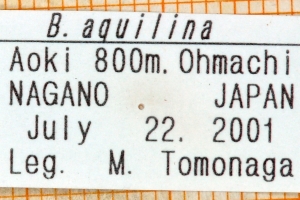 B. aquilina
Aoki 800m. Ohmachi
NAGANO JAPAN
July 22. 2001
Leg. M. Tomonaga